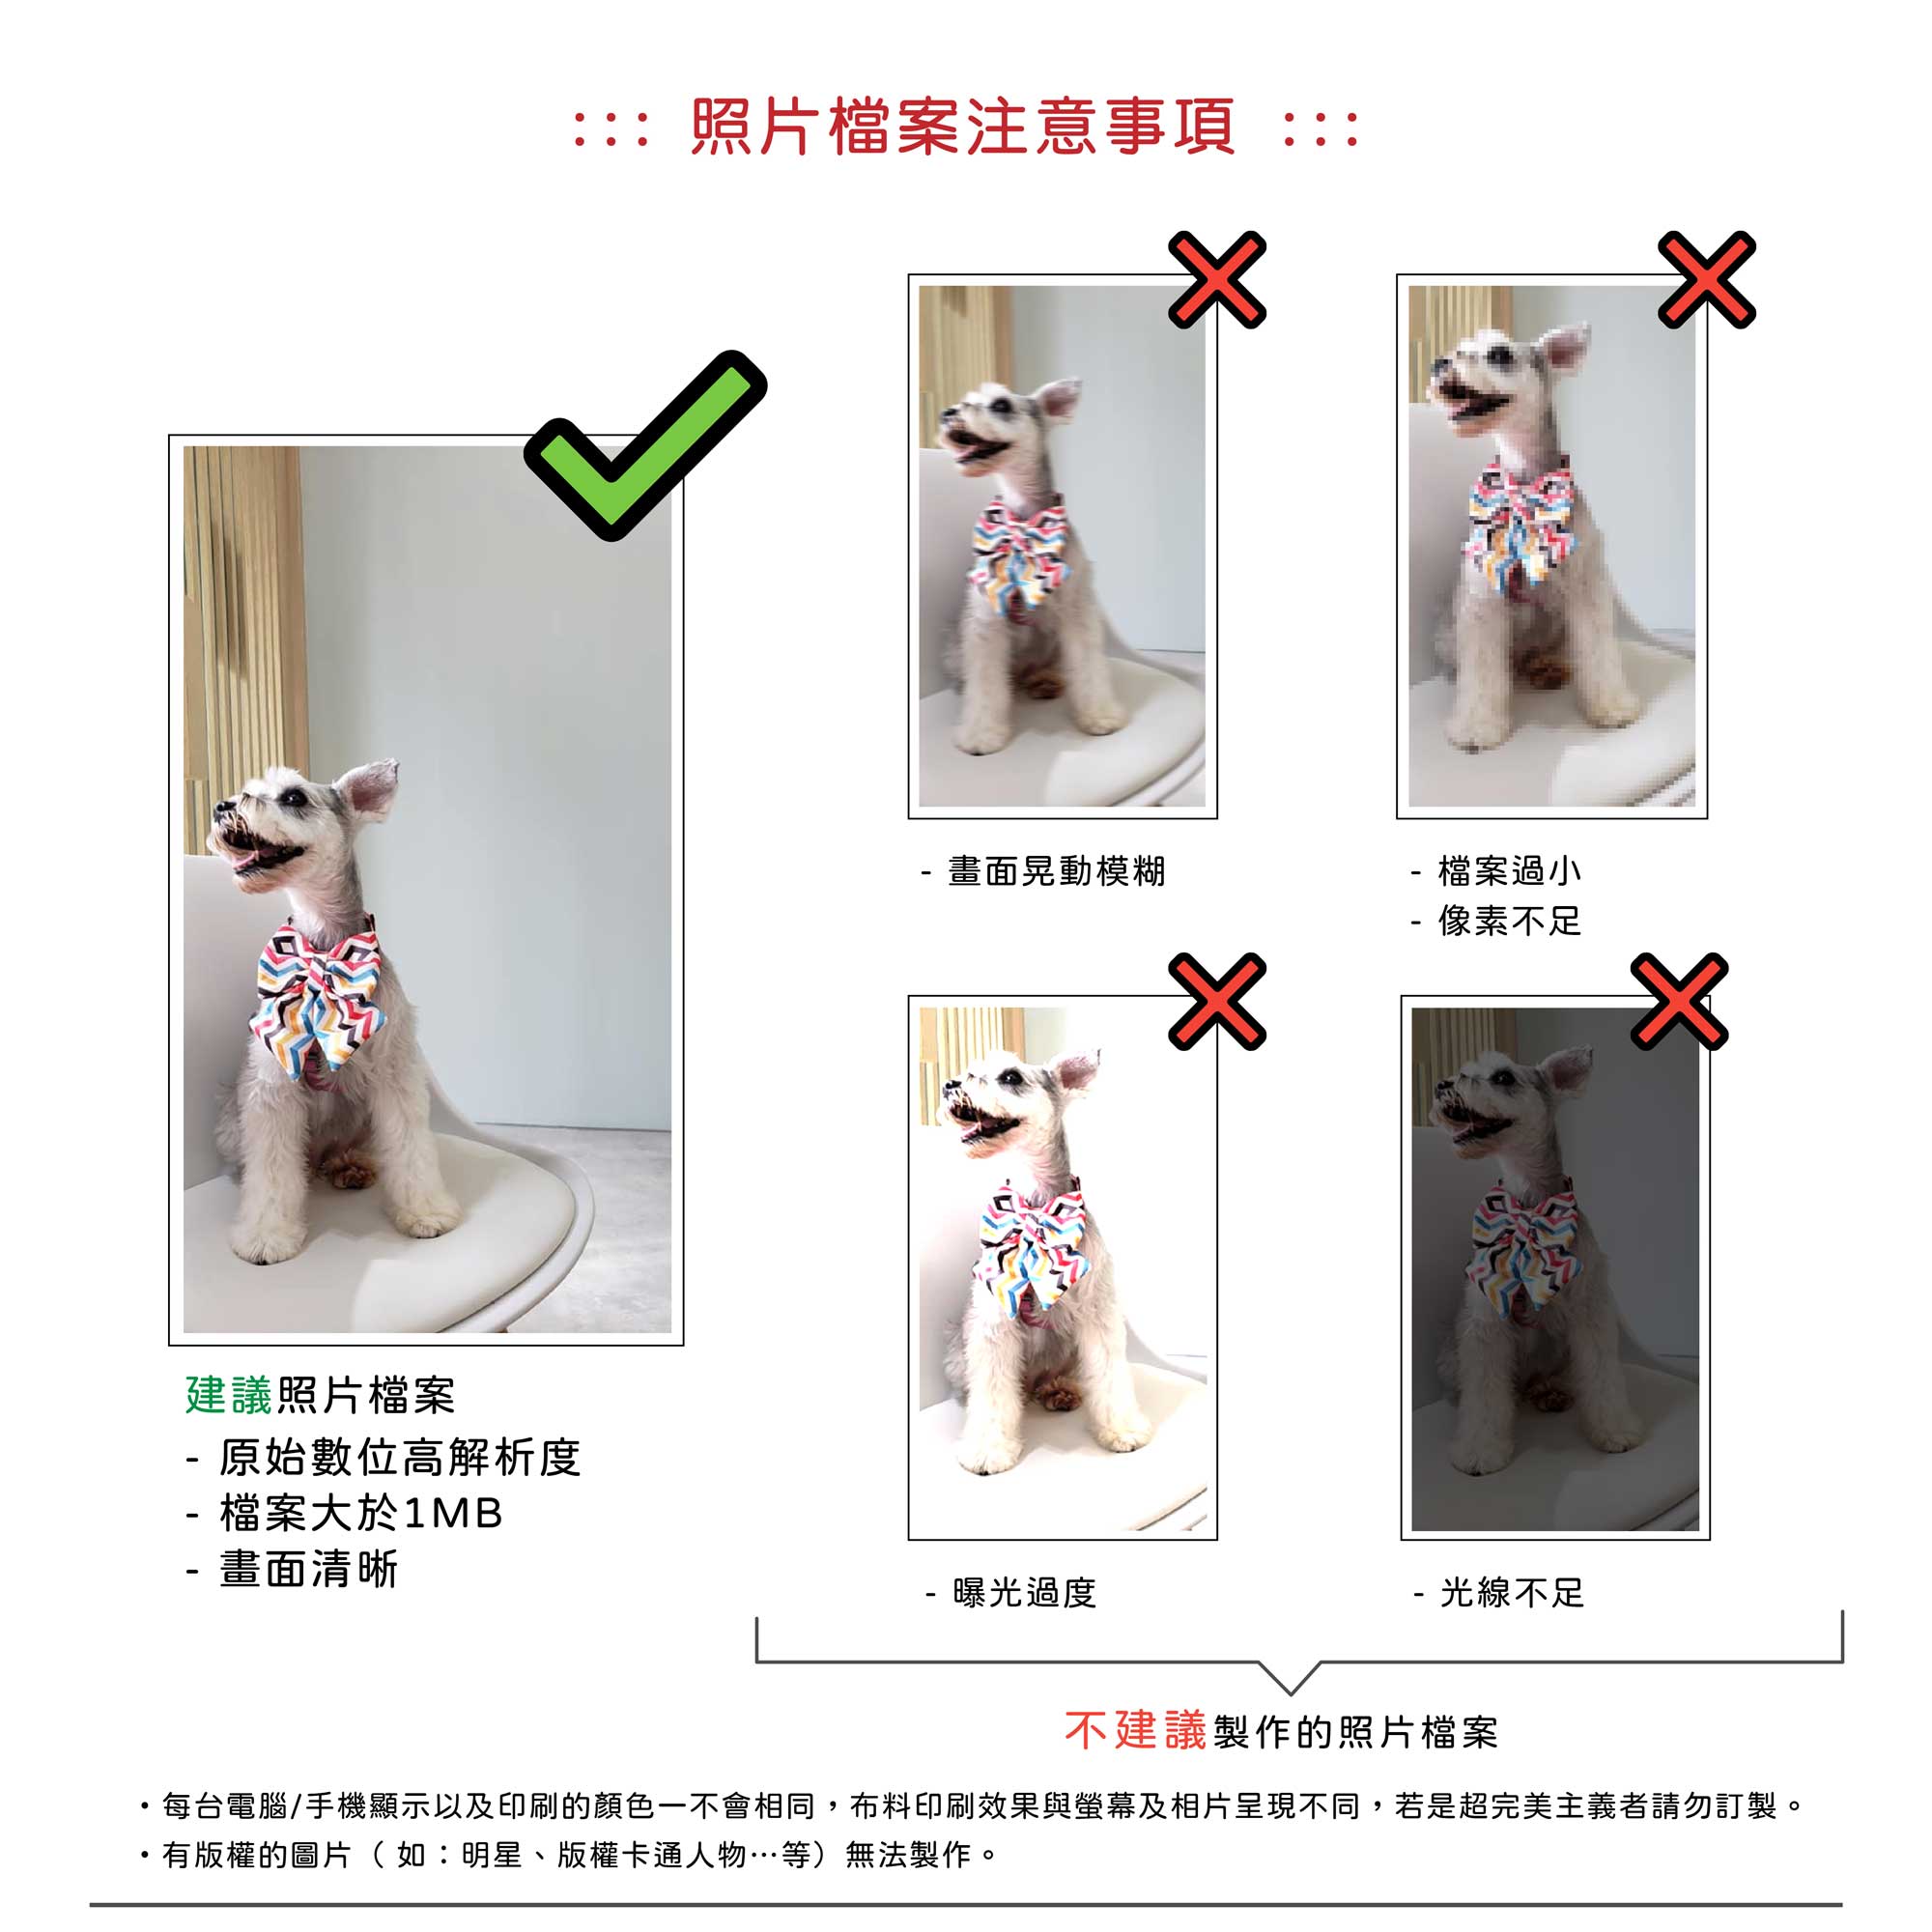 ::: 照片檔案注意事項 :::
- 畫面晃動模糊
- 檔案過小
- 像素不足
建議照片檔案
- 原始數位高解析度
- 檔案大於1MB
- 畫面清晰
- 曝光過度
- 光線不足
不建議製作的照片檔案
・每台電腦/手機顯示以及印刷的顏色一不會相同，布料印刷效果與螢幕及相片呈現不同，若是超完美主義者請勿訂製。
・有版權的圖片（如：明星、版權卡通人物…等）無法製作。